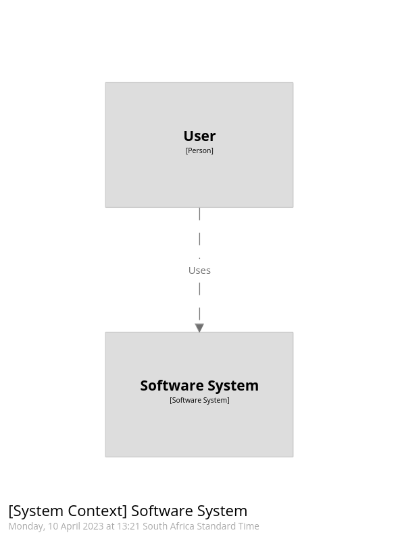 User
[Person]
Uses
Software System
[Software System]
[System Context] Software System
Monday, 10 April 2023 at 13:21 South Africa Standard Time